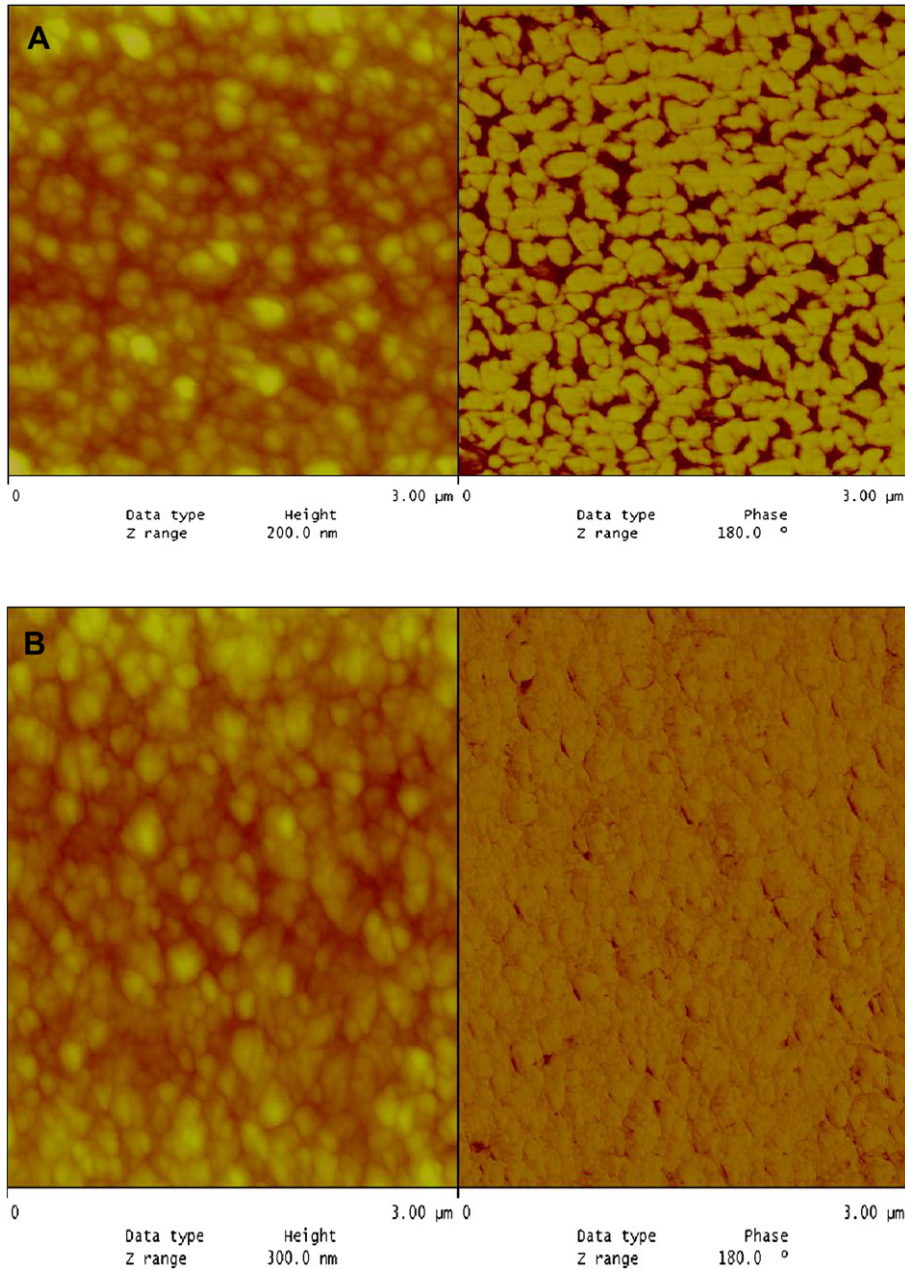 A
0 3.00 μm 0 3.00 μm
Data type Height Data type Phase
Z range 200.0 nm Z range 180.0 º
B
0 3.00 μm 0 3.00 μm
Data type Height Data type Phase
Z range 300.0 nm Z range 180.0 º